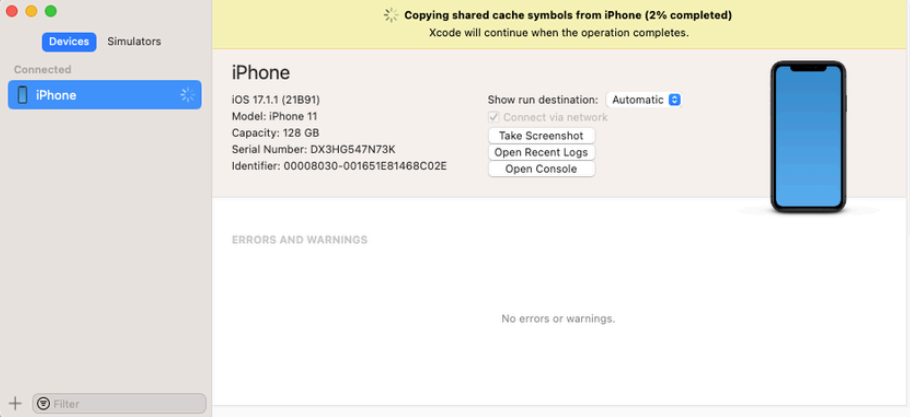 Copying shared cache symbols from iPhone (2% completed)
Xcode will continue when the operation completes.
Devices
Simulators
Connected
iPhone
iPhone
iOS 17.1.1 (21B91)
Model: iPhone 11
Capacity: 128 GB
Serial Number: DX3HG547N73K
Identifier: 00008030-001651E81468C02E
Show run destination: Automatic
Connect via network
Take Screenshot
Open Recent Logs
Open Console
ERRORS AND WARNINGS
No errors or warnings.
Filter